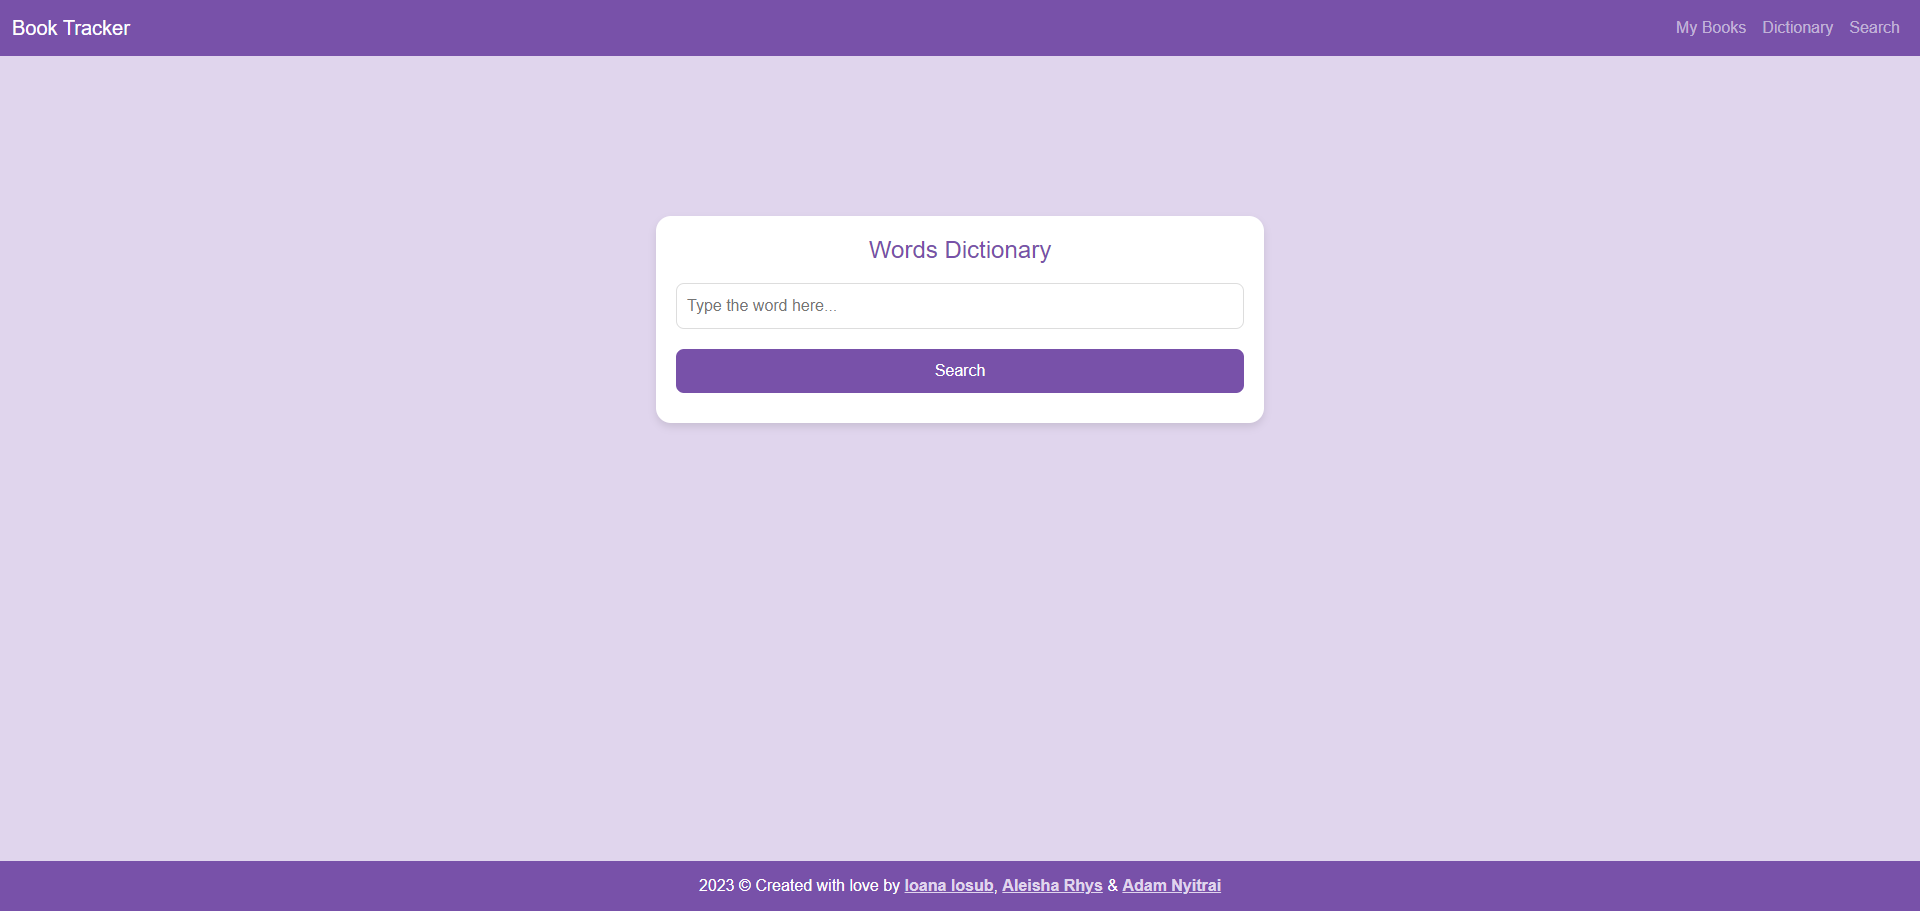 Book Tracker
My Books Dictionary Search
Words Dictionary
Type the word here...
Search
2023 © Created with love by Ioana Iosub, Aleisha Rhys & Adam Nyitrai